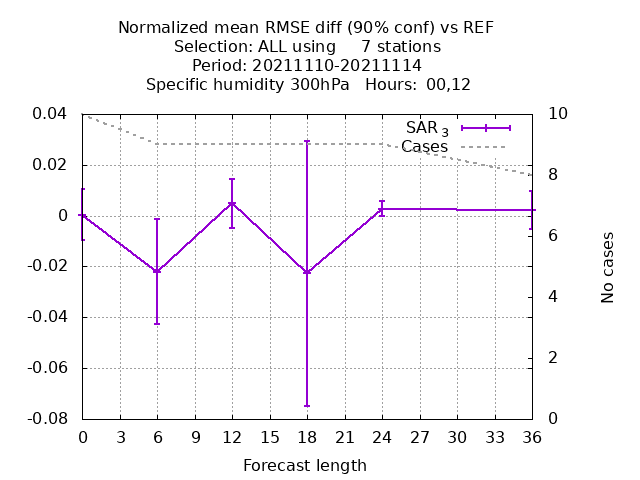 Normalized mean RMSE diff (90% conf) vs REF
Selection: ALL using     7 stations
Period: 20211110-20211114
Specific humidity 300hPa   Hours:  00,12
0.04
0.02
0
-0.02
-0.04
-0.06
-0.08
10
8
6
4
2
0
SAR 3
Cases
No cases
0 3 6 9 12 15 18 21 24 27 30 33 36
Forecast length